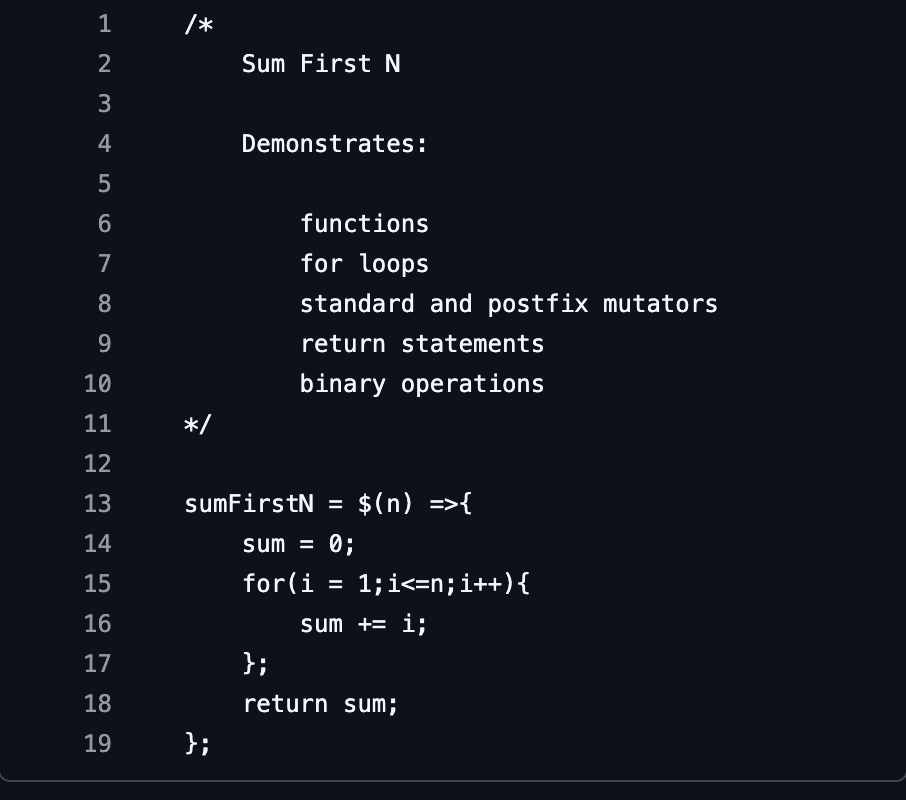 1 /*
2 Sum First N
3
4 Demonstrates:
5
6 functions
7 for loops
8 standard and postfix mutators
9 return statements
10 binary operations
11 */
12
13 sumFirstN = $(n) =>{
14 sum = 0;
15 for(i = 1;i<=n;i++){
16 sum += i;
17 };
18 return sum;
19 };